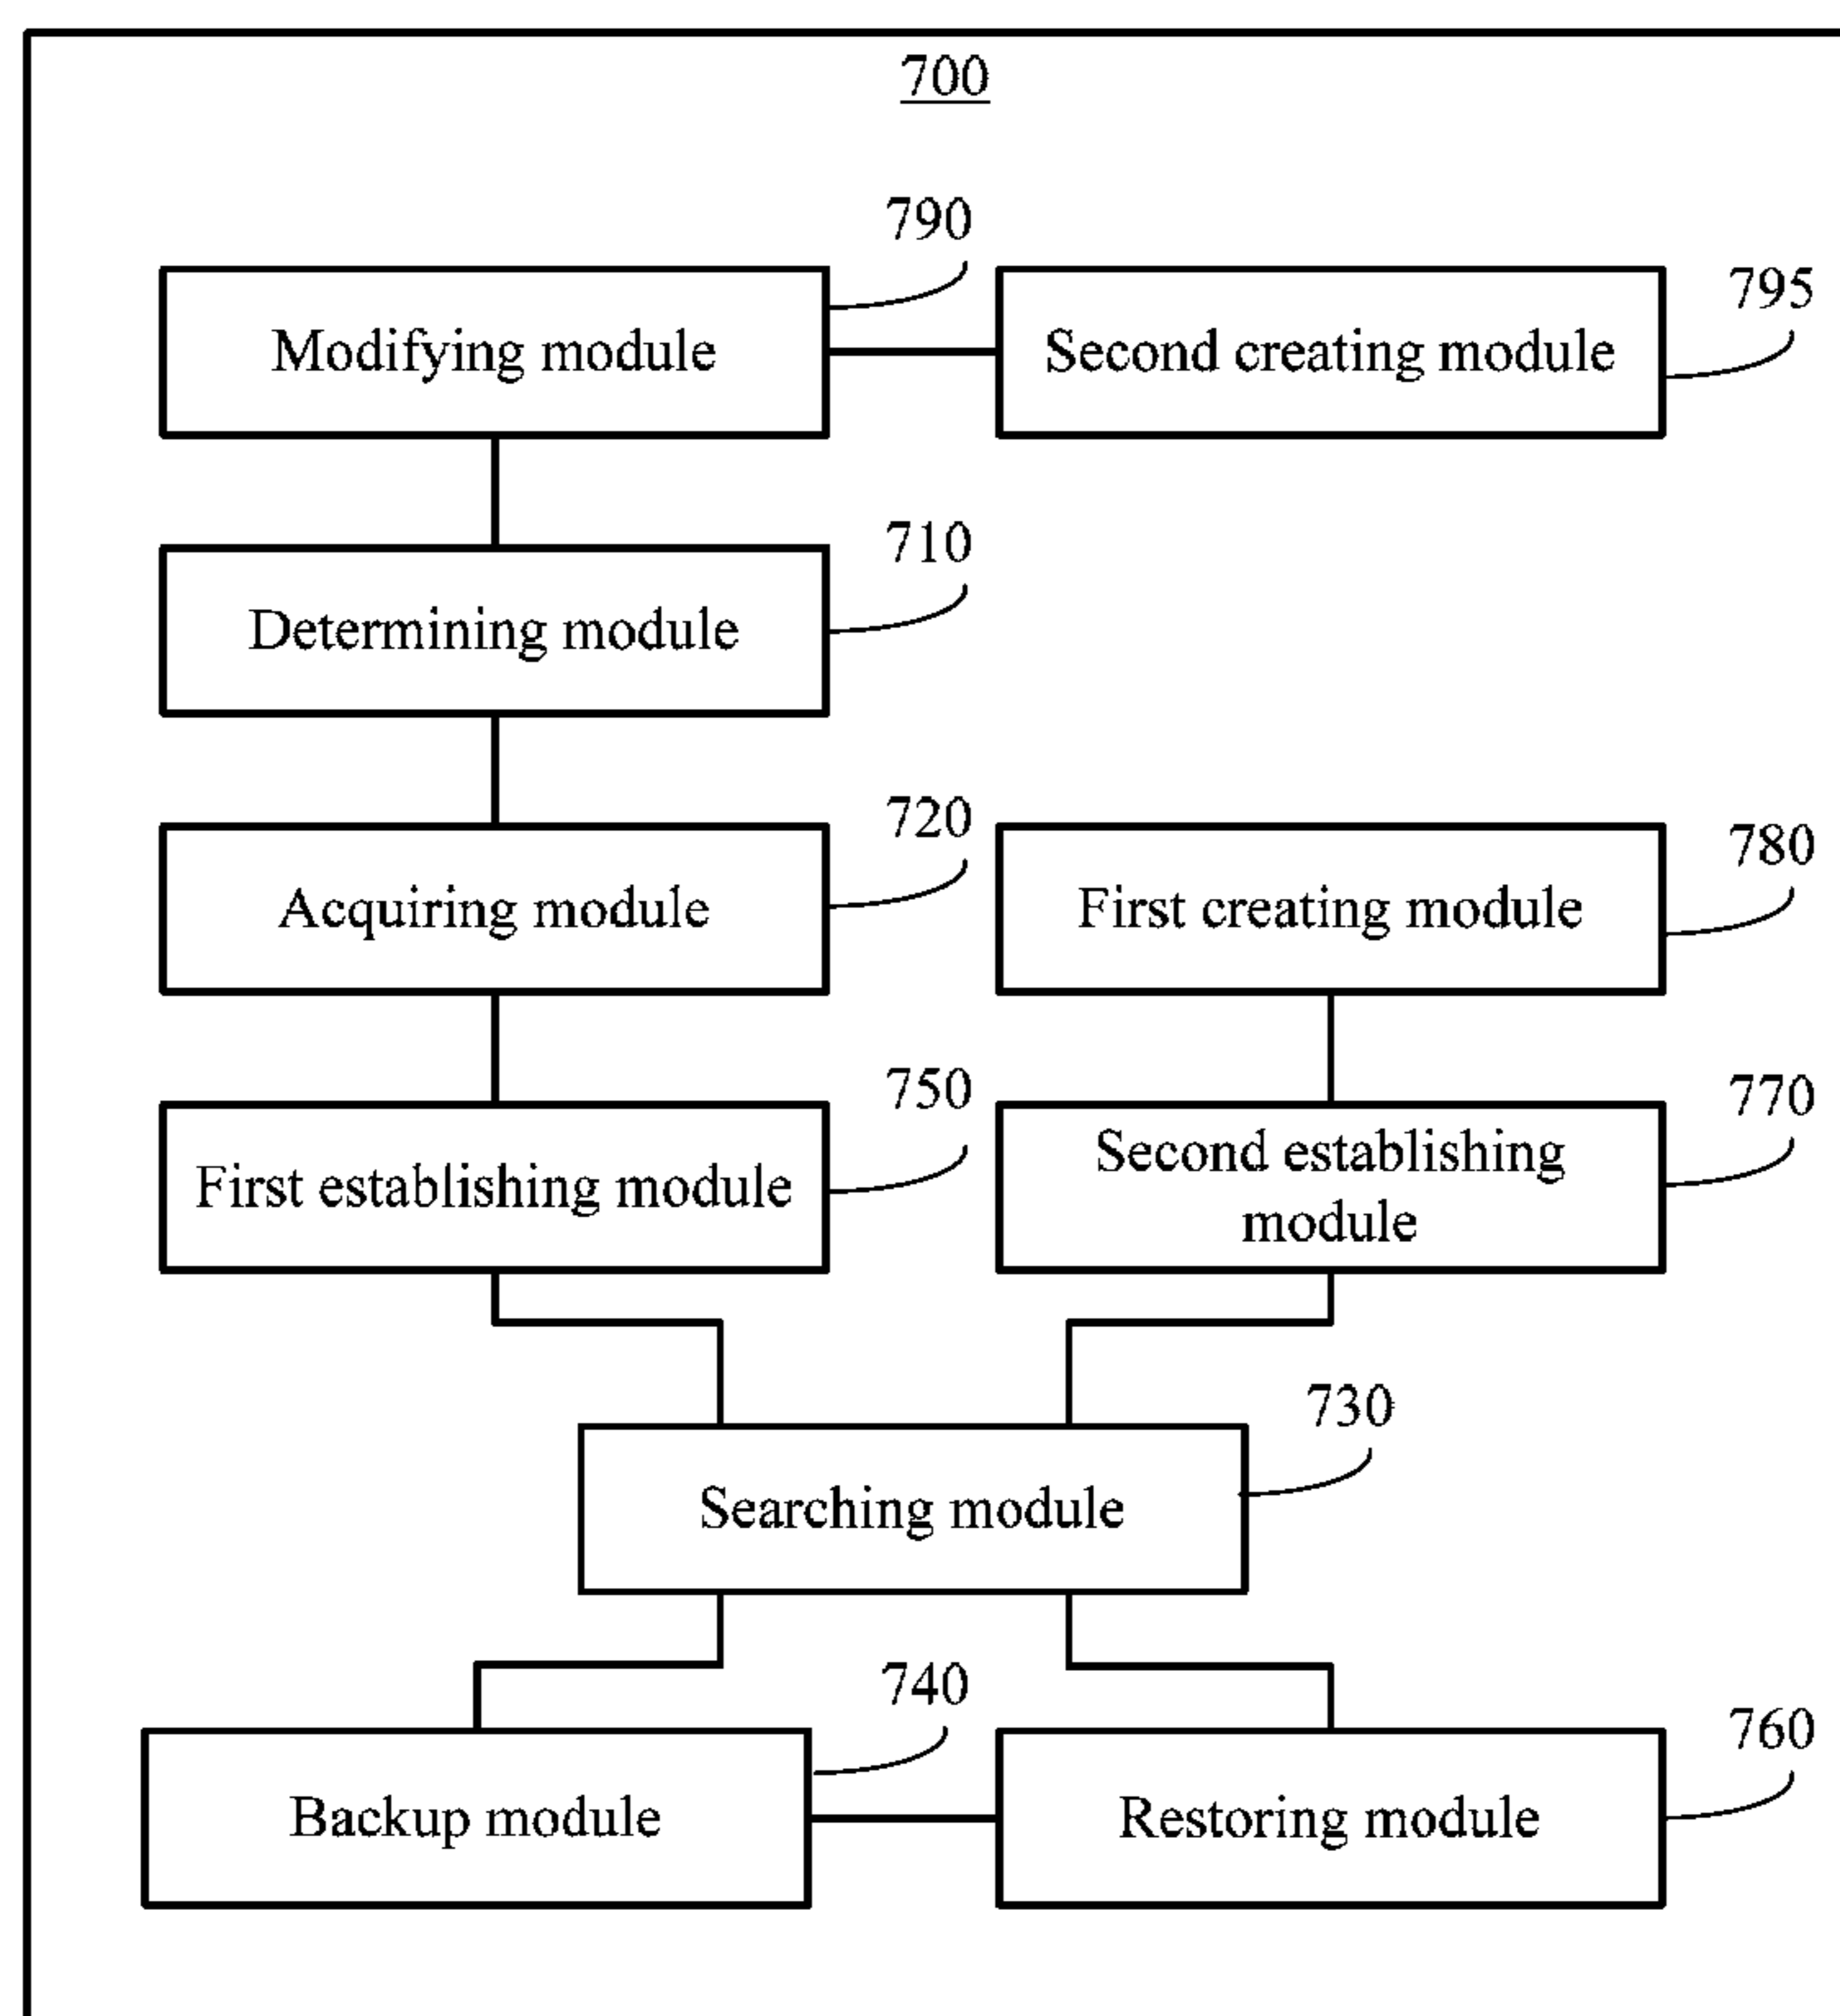 700
790
Modifying module
Second creating module
795
710
Determining module
720
Acquiring module
First creating module
780
750
First establishing module
Second establishing
module
770
730
Searching module
740
Backup module
Restoring module
760